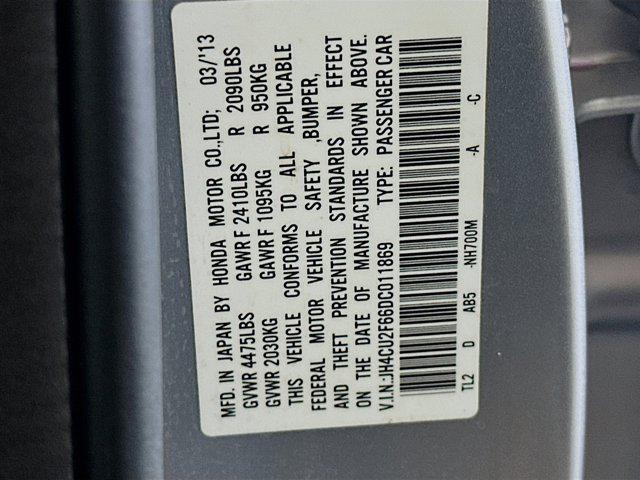 MFD. IN JAPAN BY HONDA MOTOR CO.,LTD; 03/'13
GVWR 4475LBS GAWR F 2410LBS R 2090LBS
GVWR 2030KG GAWR F 1095KG R 950KG
THIS VEHICLE CONFORMS TO ALL APPLICABLE
FEDERAL MOTOR VEHICLE SAFETY ,BUMPER,
AND THEFT PREVENTION STANDARDS IN EFFECT
ON THE DATE OF MANUFACTURE SHOWN ABOVE.
V.I.N.:JH4CU2F66DC011869 TYPE: PASSENGER CAR
TL2 D AB5 -NH700M -A -C